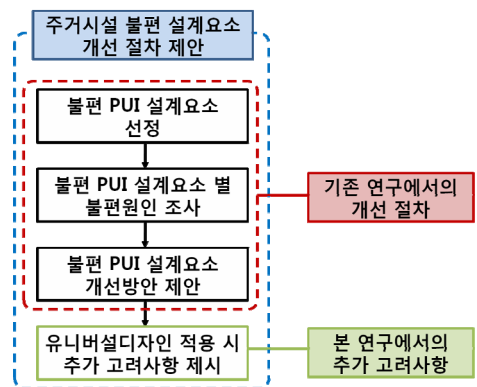 주거시설 불편 설계요소
개선 절차 제안
불편 PUI 설계요소
선정
불편 PUI 설계요소 별
불편원인 조사
기존 연구에서의
개선 절차
불편 PUI 설계요소
개선방안 제안
유니버설디자인 적용 시
추가 고려사항 제시
본 연구에서의
추가 고려사항